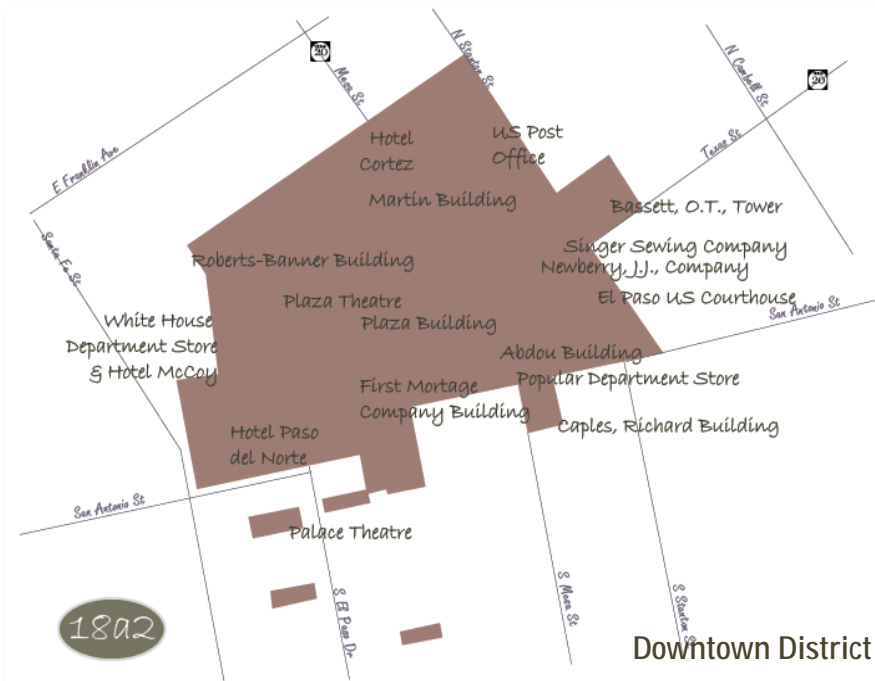 N Stanton St.
N Cambell St
20
Mesa St.
20
Hotel
Cortez
US Post
Office
Texas St
E Franklin Ave
Martin Building
Bassett, O.T., Tower
Santa Fe St
Roberts-Banner Building
Singer Sewing Company
Newberry, J.J., Company
Plaza Theatre
El Paso US Courthouse
San Antonio St
White House
Department Store
& Hotel McCoy
Plaza Building
Abdou Building
Popular Department Store
First Mortage
Company Building
Caples, Richard Building
Hotel Paso
del Norte
San Antonio St
Palace Theatre
S El Paso Dr.
S Mesa St
S Stanton St
18a2
Downtown District